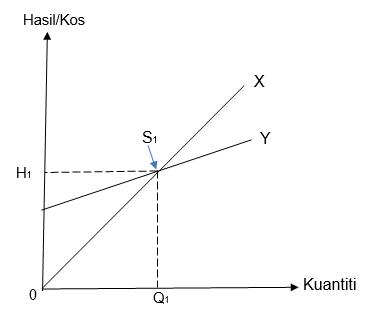 Hasil/Kos
X
S₁
Y
H₁
0
Q₁
Kuantiti